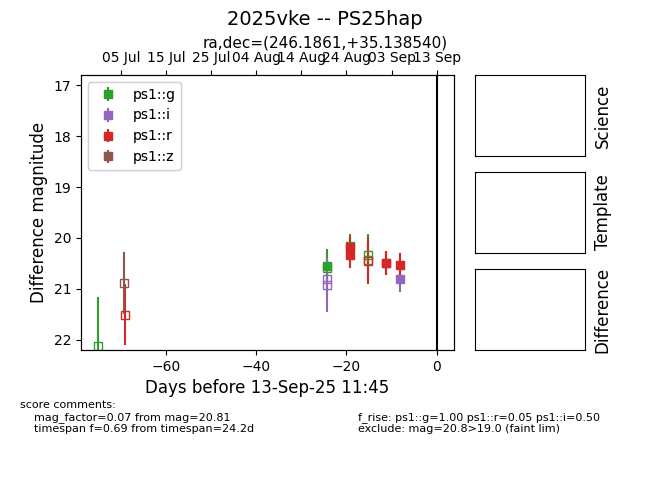 2025vke -- PS25hap
ra,dec=(246.1861,+35.138540)
05 Jul 15 Jul 25 Jul 04 Aug 14 Aug 24 Aug 03 Sep 13 Sep
17
18
19
20
21
22
Difference magnitude
ps1::g
ps1::i
ps1::r
ps1::z
−60 −40 −20 0
Days before 13-Sep-25 11:45
Science
Template
Difference
score comments:
mag_factor=0.07 from mag=20.81
timespan f=0.69 from timespan=24.2d
f_rise: ps1::g=1.00 ps1::r=0.05 ps1::i=0.50
exclude: mag=20.8>19.0 (faint lim)